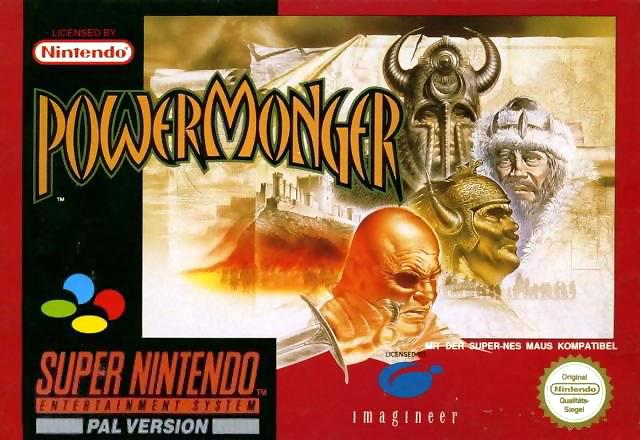 LICENSED BY
Nintendo®
POWERMONGER
™
MIT DER SUPER-NES MAUS KOMPATIBEL
LICENSED BY
imagineer
SUPER NINTENDO™
ENTERTAINMENT SYSTEM
PAL VERSION
Original
Nintendo
Qualitäts-
Siegel